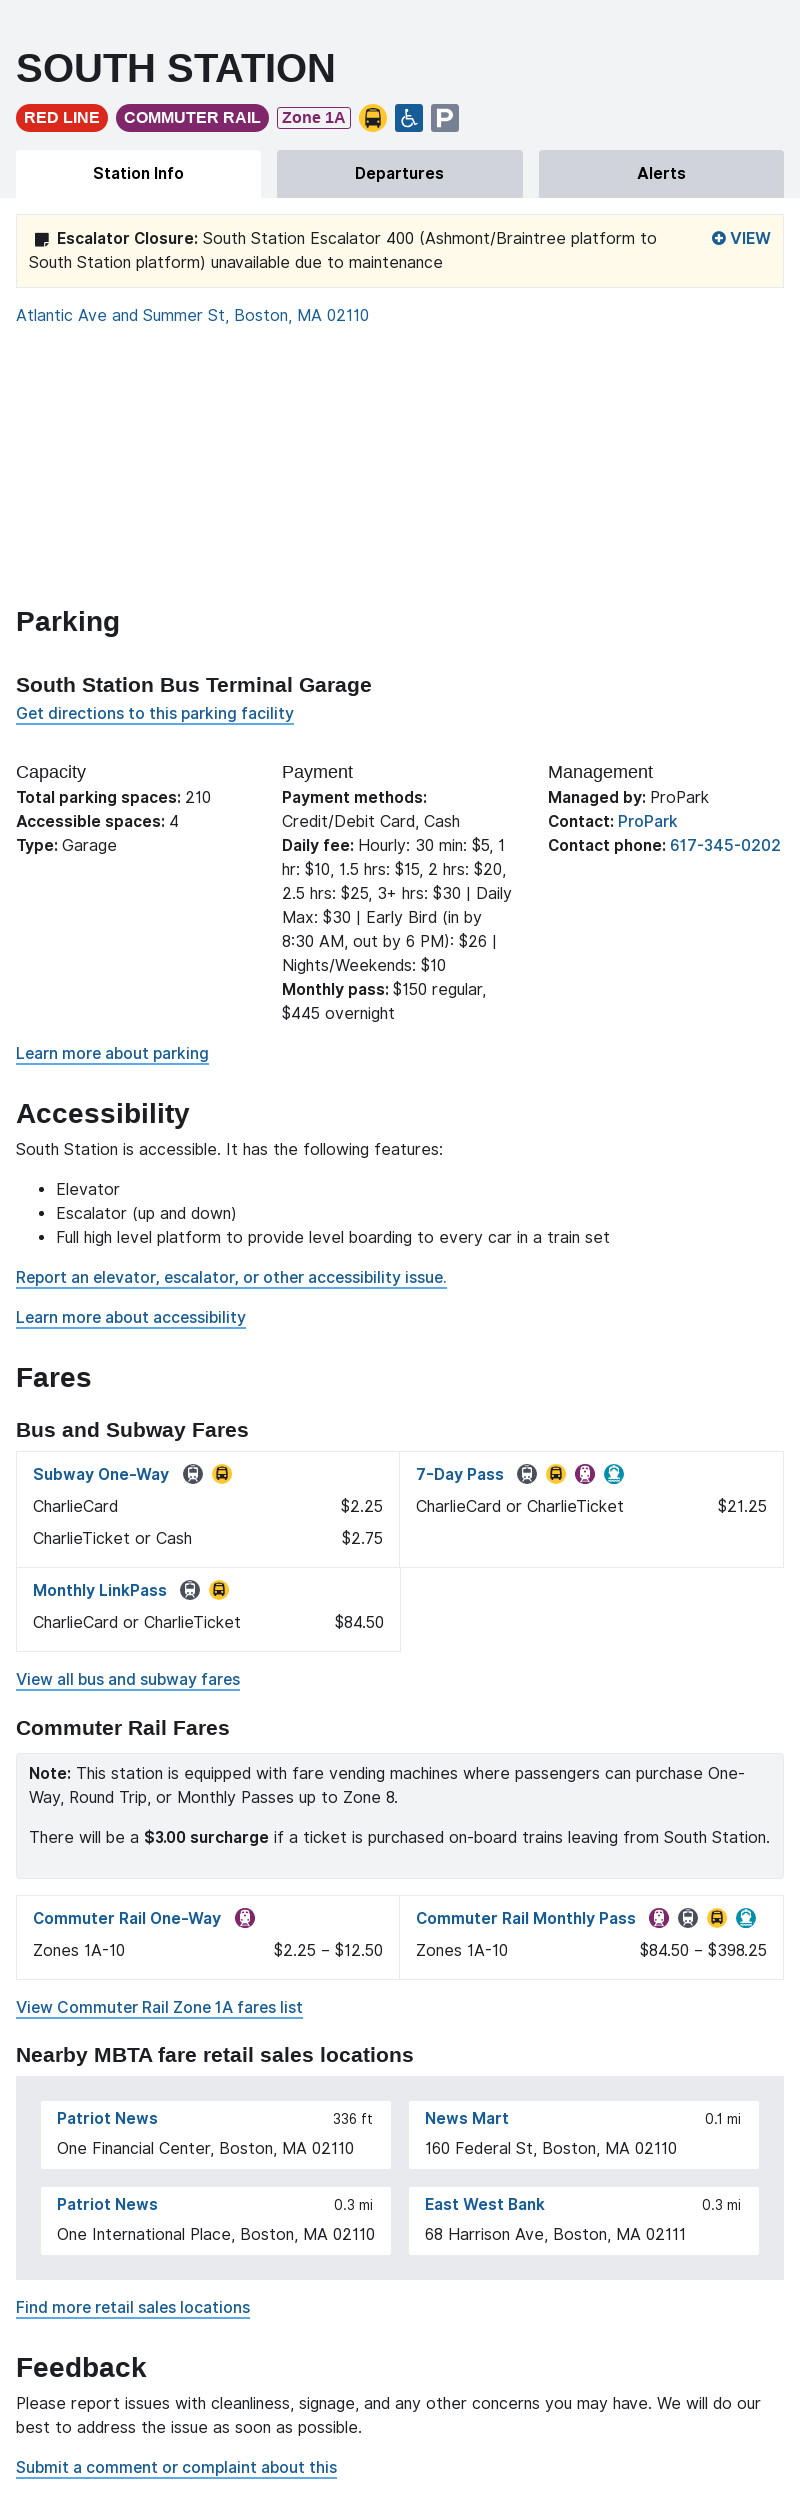 SOUTH STATION
RED LINE COMMUTER RAIL Zone 1A P
Station Info Departures Alerts
Escalator Closure: South Station Escalator 400 (Ashmont/Braintree platform to VIEW
South Station platform) unavailable due to maintenance
Atlantic Ave and Summer St, Boston, MA 02110
Parking
South Station Bus Terminal Garage
Get directions to this parking facility
Capacity
Total parking spaces: 210
Accessible spaces: 4
Type: Garage
Payment
Payment methods:
Credit/Debit Card, Cash
Daily fee: Hourly: 30 min: $5, 1
hr: $10, 1.5 hrs: $15, 2 hrs: $20,
2.5 hrs: $25, 3+ hrs: $30 | Daily
Max: $30 | Early Bird (in by
8:30 AM, out by 6 PM): $26 |
Nights/Weekends: $10
Monthly pass: $150 regular,
$445 overnight
Management
Managed by: ProPark
Contact: ProPark
Contact phone: 617-345-0202
Learn more about parking
Accessibility
South Station is accessible. It has the following features:
• Elevator
• Escalator (up and down)
• Full high level platform to provide level boarding to every car in a train set
Report an elevator, escalator, or other accessibility issue.
Learn more about accessibility
Fares
Bus and Subway Fares
Subway One-Way
CharlieCard $2.25
CharlieTicket or Cash $2.75
7-Day Pass
CharlieCard or CharlieTicket $21.25
Monthly LinkPass
CharlieCard or CharlieTicket $84.50
View all bus and subway fares
Commuter Rail Fares
Note: This station is equipped with fare vending machines where passengers can purchase One-
Way, Round Trip, or Monthly Passes up to Zone 8.
There will be a $3.00 surcharge if a ticket is purchased on-board trains leaving from South Station.
Commuter Rail One-Way
Zones 1A-10 $2.25 – $12.50
Commuter Rail Monthly Pass
Zones 1A-10 $84.50 – $398.25
View Commuter Rail Zone 1A fares list
Nearby MBTA fare retail sales locations
Patriot News 336 ft
One Financial Center, Boston, MA 02110
News Mart 0.1 mi
160 Federal St, Boston, MA 02110
Patriot News 0.3 mi
One International Place, Boston, MA 02110
East West Bank 0.3 mi
68 Harrison Ave, Boston, MA 02111
Find more retail sales locations
Feedback
Please report issues with cleanliness, signage, and any other concerns you may have. We will do our
best to address the issue as soon as possible.
Submit a comment or complaint about this